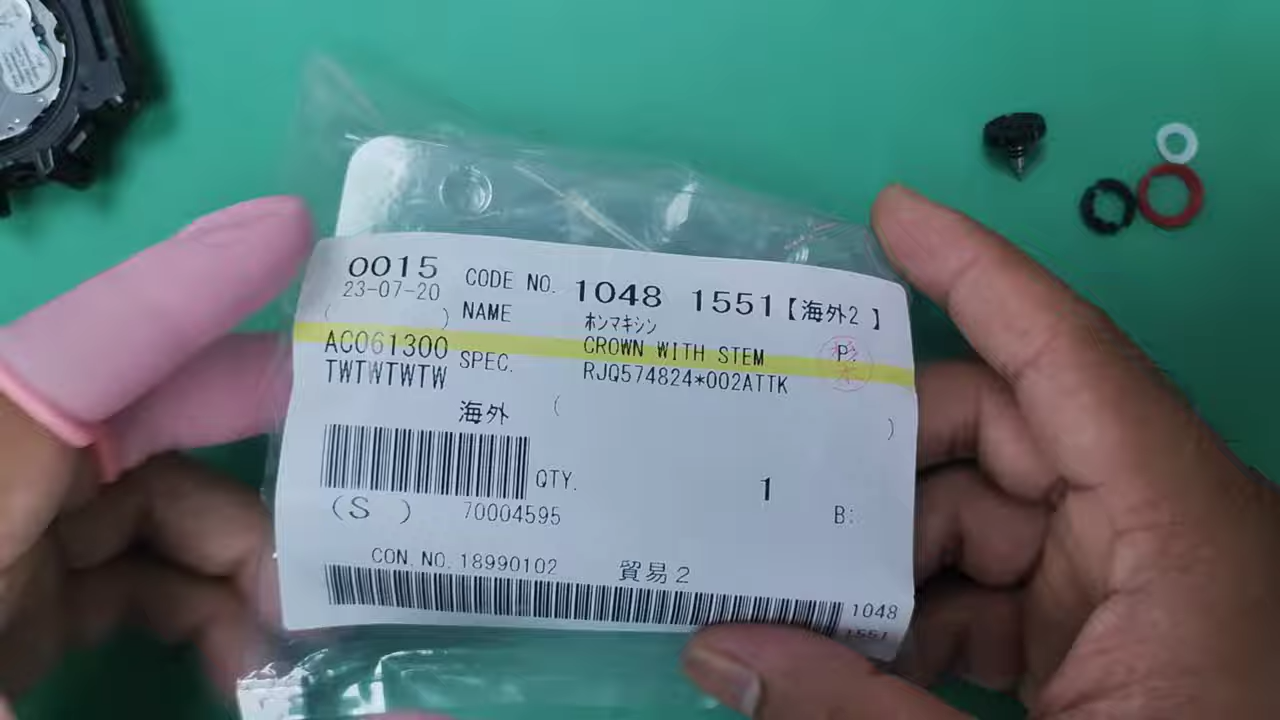 0015 CODE NO. 1048 1551【海外2 】
23-07-20
( ) NAME ホンマキシン
CROWN WITH STEM P
AC061300 SPEC. RJQ574824*002ATTK
TWTWTWTW
海外 ( )
QTY. 1
(S ) 70004595 B:
CON.NO.18990102 貿易2
1048
1551